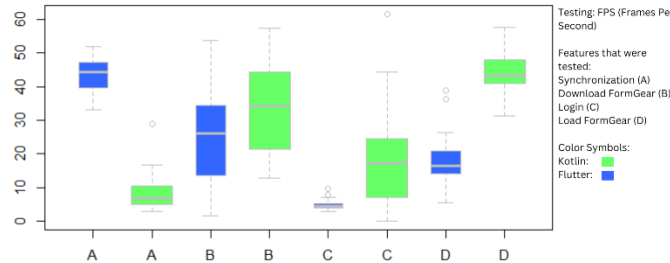 Testing: FPS (Frames Pe
Second)
Features that were
tested:
Synchronization (A)
Download FormGear (B)
Login (C)
Load FormGear (D)
Color Symbols:
Kotlin:
Flutter:
60
50
40
30
20
10
0
A A B B C C D D